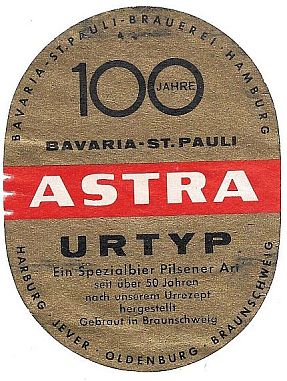 BAVARIA-ST. PAULI-BRAUEREI-HAMBURG
100
JAHRE
BAVARIA-ST. PAULI
ASTRA
URTYP
Ein Spezialbier Pilsener Art
seit über 50 Jahren
nach unserem Urrezept
hergestellt.
Gebraut in Braunschweig
HARBURG · JEVER · OLDENBURG · BRAUNSCHWEIG